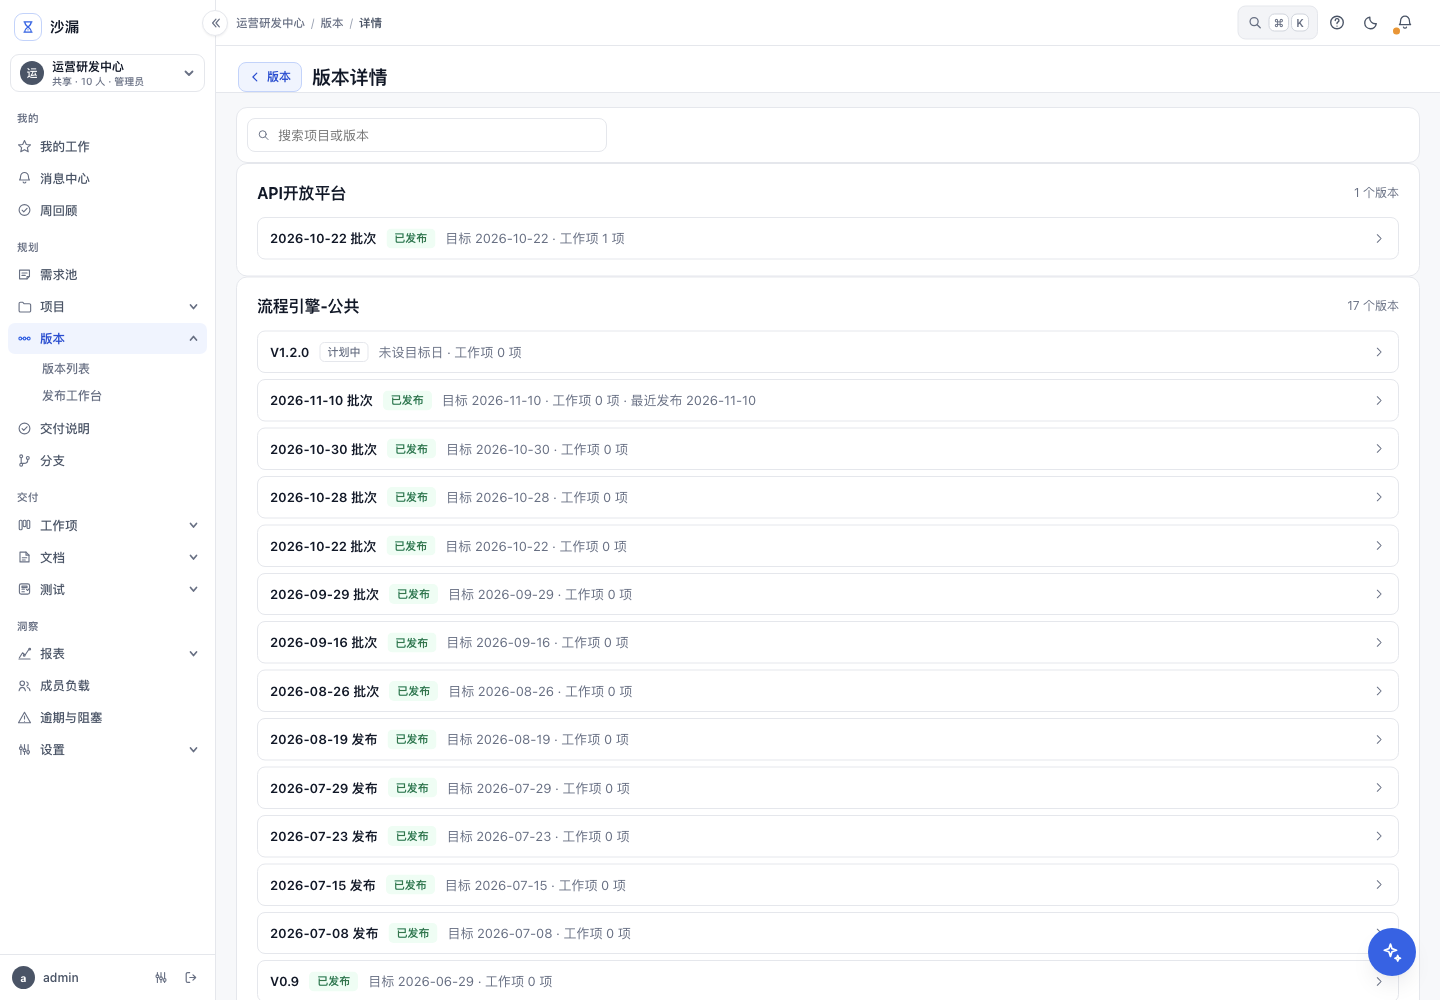 沙漏
运营研发中心 / 版本 / 详情
⌘ K
运
运营研发中心
共享 · 10 人 · 管理员
版本
版本详情
我的
我的工作
消息中心
周回顾
规划
需求池
项目
版本
版本列表
发布工作台
交付说明
分支
交付
工作项
文档
测试
洞察
报表
成员负载
逾期与阻塞
设置
a
admin
搜索项目或版本
API开放平台
1 个版本
2026-10-22 批次 已发布 目标 2026-10-22 · 工作项 1 项
流程引擎-公共
17 个版本
V1.2.0 计划中 未设目标日 · 工作项 0 项
2026-11-10 批次 已发布 目标 2026-11-10 · 工作项 0 项 · 最近发布 2026-11-10
2026-10-30 批次 已发布 目标 2026-10-30 · 工作项 0 项
2026-10-28 批次 已发布 目标 2026-10-28 · 工作项 0 项
2026-10-22 批次 已发布 目标 2026-10-22 · 工作项 0 项
2026-09-29 批次 已发布 目标 2026-09-29 · 工作项 0 项
2026-09-16 批次 已发布 目标 2026-09-16 · 工作项 0 项
2026-08-26 批次 已发布 目标 2026-08-26 · 工作项 0 项
2026-08-19 发布 已发布 目标 2026-08-19 · 工作项 0 项
2026-07-29 发布 已发布 目标 2026-07-29 · 工作项 0 项
2026-07-23 发布 已发布 目标 2026-07-23 · 工作项 0 项
2026-07-15 发布 已发布 目标 2026-07-15 · 工作项 0 项
2026-07-08 发布 已发布 目标 2026-07-08 · 工作项 0 项
V0.9 已发布 目标 2026-06-29 · 工作项 0 项